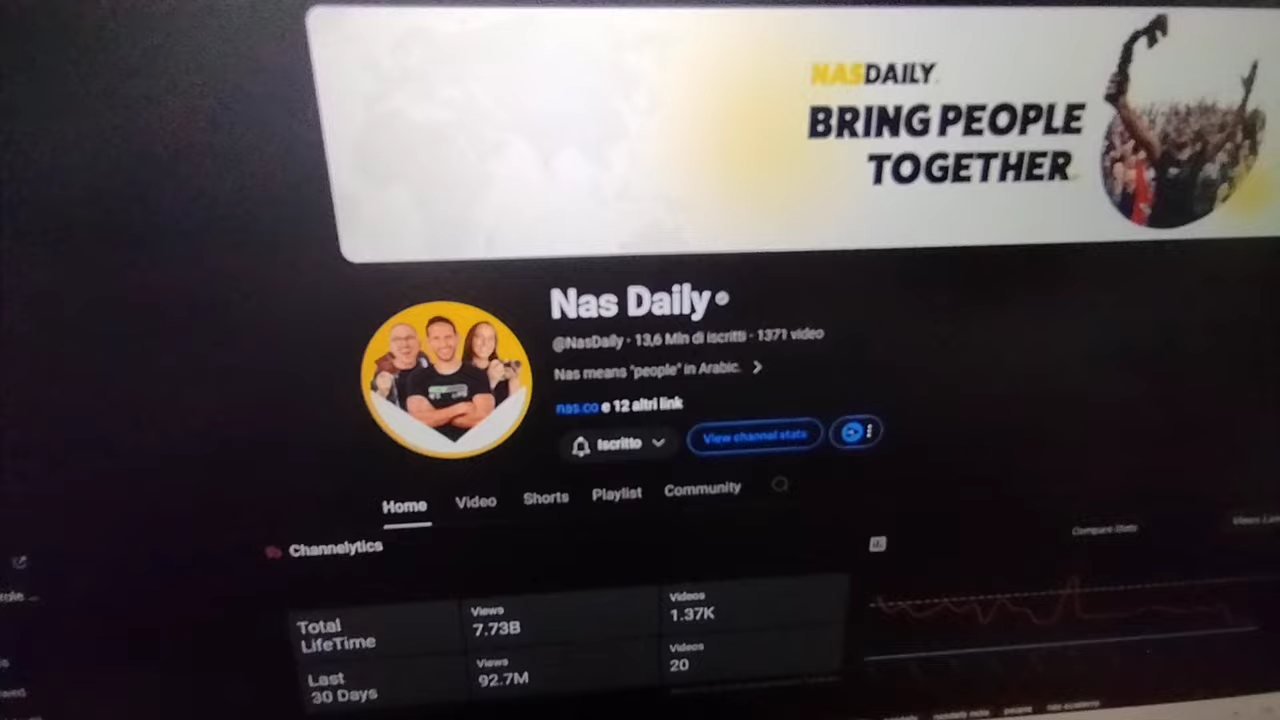 NASDAILY
BRING PEOPLE
TOGETHER
Nas Daily
@NasDaily · 13,6 Mln di iscritti · 1371 video
Nas means "people" in Arabic.
nas.co e 12 altri link
Iscritto
View channel stats
Home Video Shorts Playlist Community
Channelytics
Compare Stats
Total
LifeTime
Views
7.73B
Videos
1.37K
Last
30 Days
Views
92.7M
Videos
20